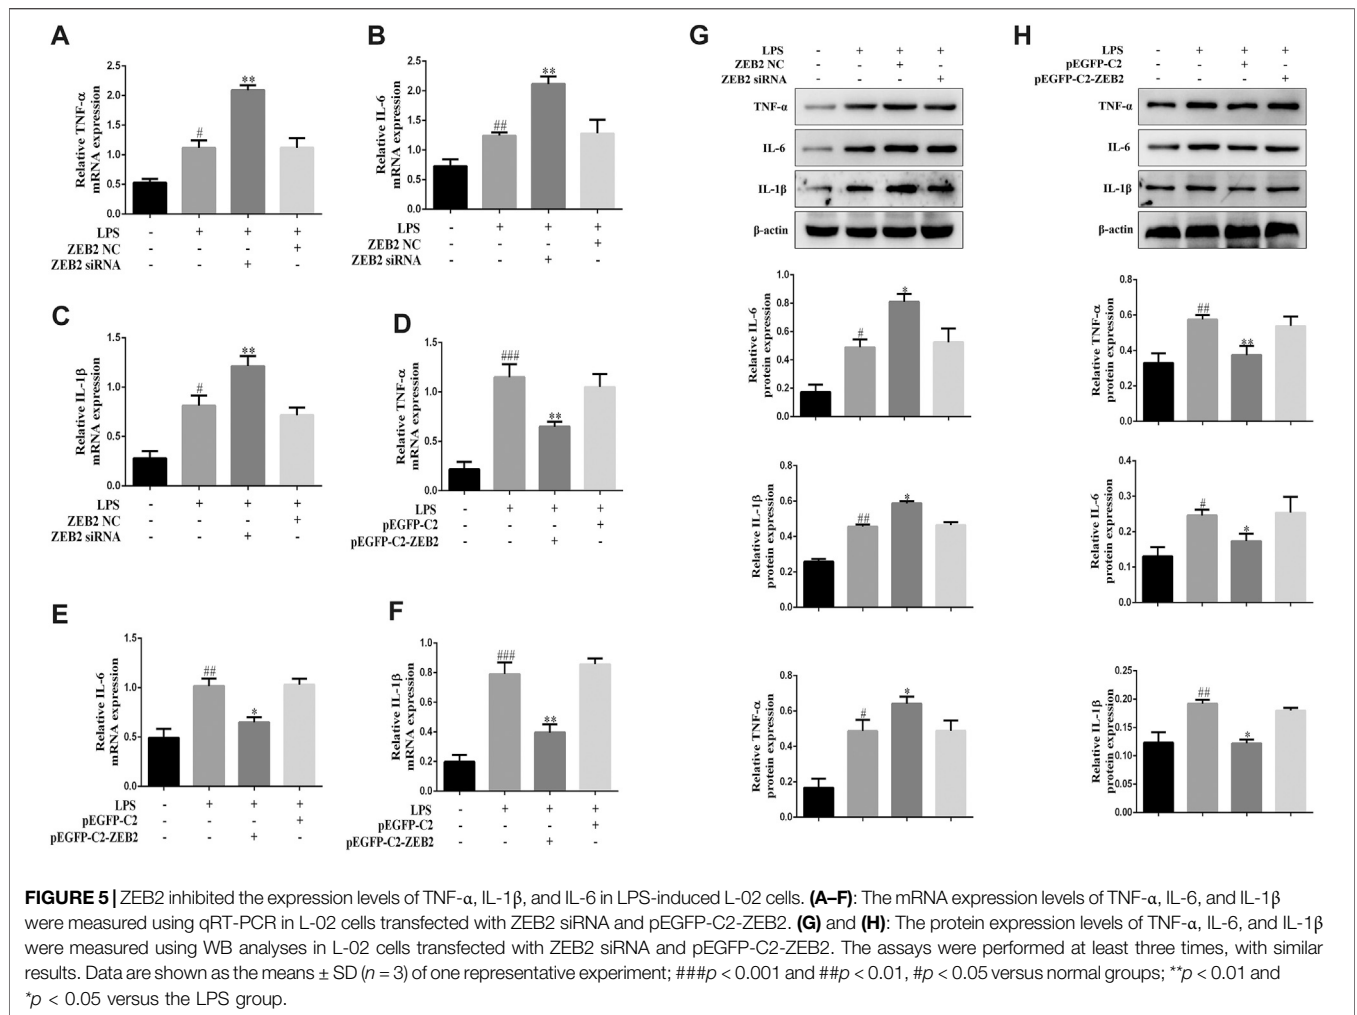 A
Relative TNF-α
mRNA expression
2.5
2.0
1.5
1.0
0.5
0.0
#
**
LPS - + + +
ZEB2 NC - - - +
ZEB2 siRNA - - + -
B
Relative IL-6
mRNA expression
2.5
2.0
1.5
1.0
0.5
0.0
##
**
LPS - + + +
ZEB2 NC - - - +
ZEB2 siRNA - - + -
C
Relative IL-1β
mRNA expression
1.5
1.0
0.5
0.0
#
**
LPS - + + +
ZEB2 NC - - - +
ZEB2 siRNA - - + -
D
Relative TNF-α
mRNA expression
1.5
1.0
0.5
0.0
###
**
LPS - + + +
pEGFP-C2 - - - +
pEGFP-C2-ZEB2 - - + -
E
Relative IL-6
mRNA expression
1.5
1.0
0.5
0.0
##
*
LPS - + + +
pEGFP-C2 - - - +
pEGFP-C2-ZEB2 - - + -
F
Relative IL-1β
mRNA expression
1.0
0.8
0.6
0.4
0.2
0.0
###
**
LPS - + + +
pEGFP-C2 - - - +
pEGFP-C2-ZEB2 - - + -
G
LPS - + + +
ZEB2 NC - - + -
ZEB2 siRNA - - - +
TNF-α
IL-6
IL-1β
β-actin
Relative IL-6
protein expression
1.0
0.8
0.6
0.4
0.2
0.0
#
*
Relative IL-1β
protein expression
0.8
0.6
0.4
0.2
0.0
##
*
Relative TNF-α
protein expression
0.8
0.6
0.4
0.2
0.0
#
*
H
LPS - + + +
pEGFP-C2 - - + -
pEGFP-C2-ZEB2 - - - +
TNF-α
IL-6
IL-1β
β-actin
Relative TNF-α
protein expression
0.8
0.6
0.4
0.2
0.0
##
**
Relative IL-6
protein expression
0.4
0.3
0.2
0.1
0.0
#
*
Relative IL-1β
protein expression
0.25
0.20
0.15
0.10
0.05
0.00
##
*
FIGURE 5 | ZEB2 inhibited the expression levels of TNF-α, IL-1β, and IL-6 in LPS-induced L-02 cells. (A–F): The mRNA expression levels of TNF-α, IL-6, and IL-1β
were measured using qRT-PCR in L-02 cells transfected with ZEB2 siRNA and pEGFP-C2-ZEB2. (G) and (H): The protein expression levels of TNF-α, IL-6, and IL-1β
were measured using WB analyses in L-02 cells transfected with ZEB2 siRNA and pEGFP-C2-ZEB2. The assays were performed at least three times, with similar
results. Data are shown as the means ± SD (n = 3) of one representative experiment; ###p < 0.001 and ##p < 0.01, #p < 0.05 versus normal groups; **p < 0.01 and
*p < 0.05 versus the LPS group.